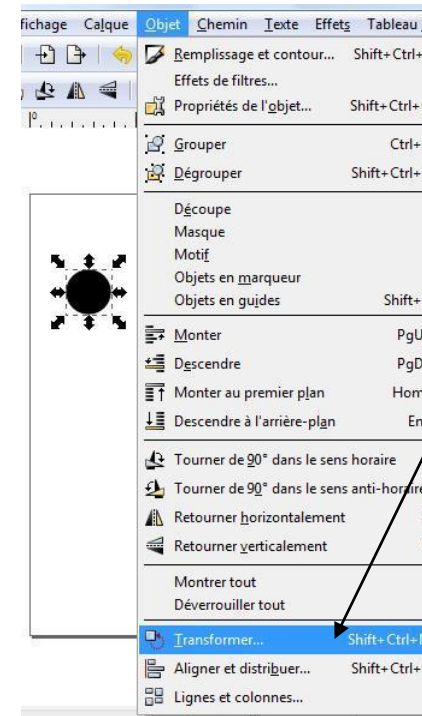 fichage Calque Objet Chemin Texte Effets Tableau
Remplissage et contour... Shift+Ctrl+
Effets de filtres...
Propriétés de l'objet... Shift+Ctrl+
Grouper Ctrl+
Dégrouper Shift+Ctrl+
Découpe
Masque
Motif
Objets en marqueur
Objets en guides Shift+
Monter PgU
Descendre PgD
Monter au premier plan Hom
Descendre à l'arrière-plan En
Tourner de 90° dans le sens horaire
Tourner de 90° dans le sens anti-horaire
Retourner horizontalement
Retourner verticalement
Montrer tout
Déverrouiller tout
Transformer... Shift+Ctrl+M
Aligner et distribuer... Shift+Ctrl+
Lignes et colonnes...